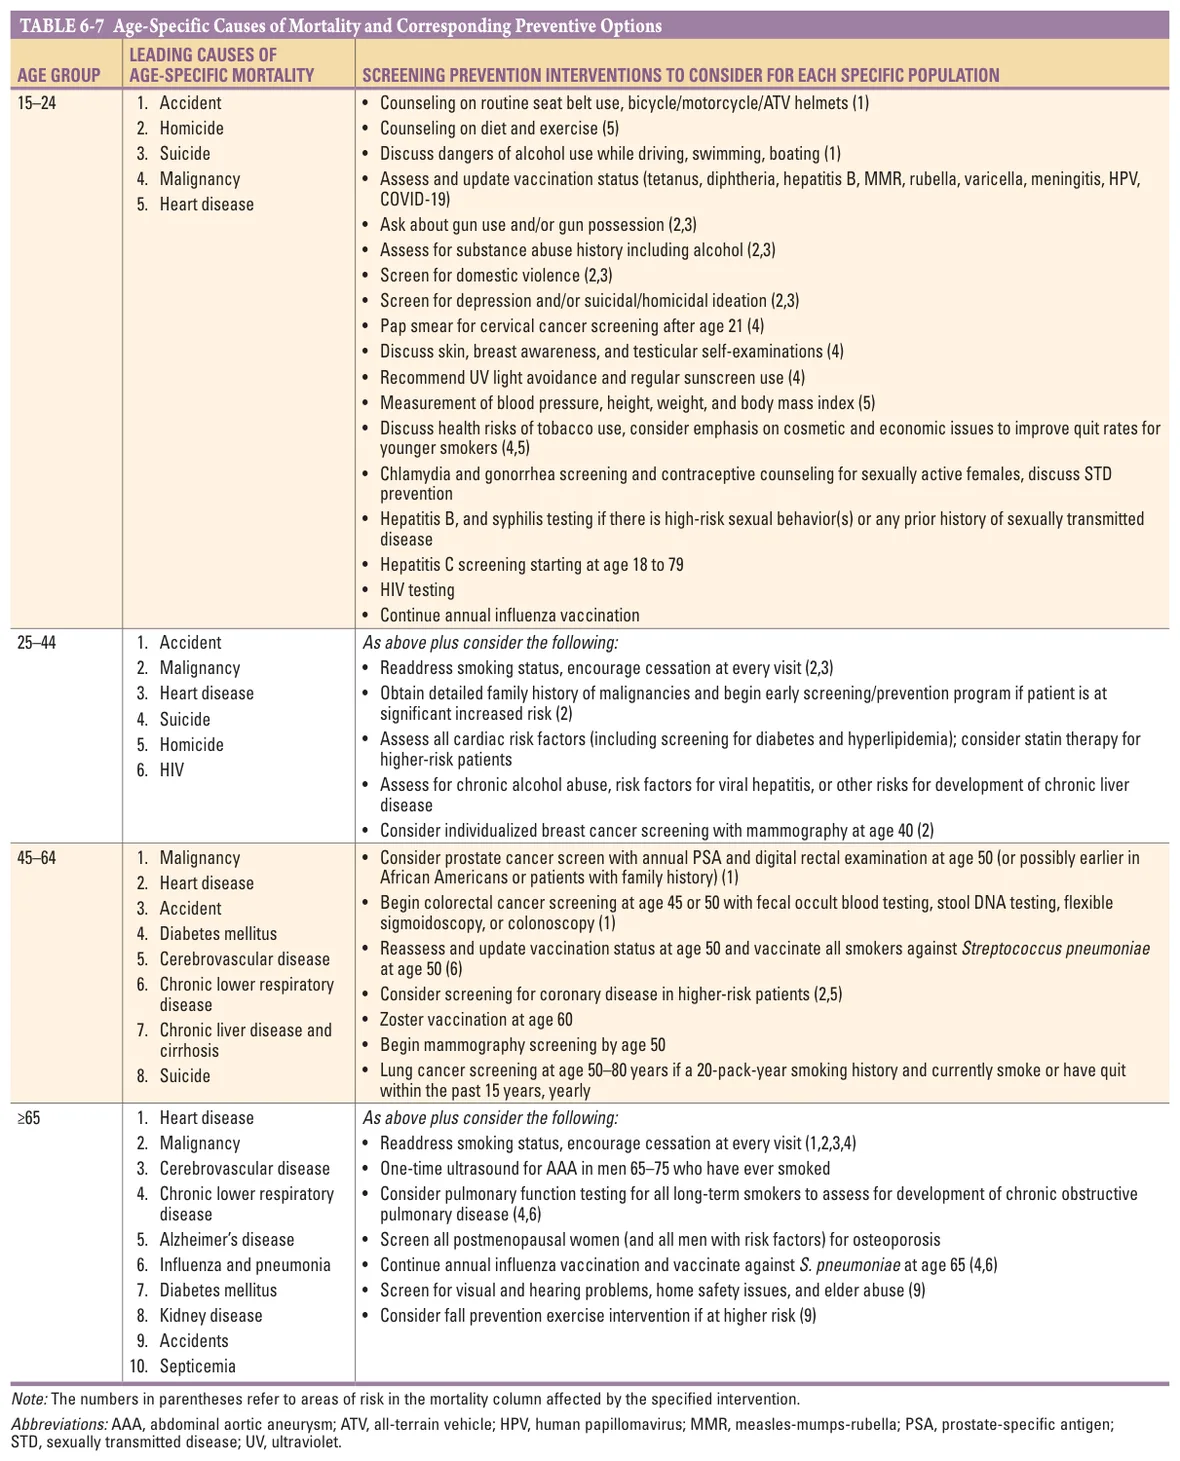 TABLE 6-7 Age-Specific Causes of Mortality and Corresponding Preventive Options
AGE GROUP
LEADING CAUSES OF
AGE-SPECIFIC MORTALITY
SCREENING PREVENTION INTERVENTIONS TO CONSIDER FOR EACH SPECIFIC POPULATION
15–24
1. Accident
2. Homicide
3. Suicide
4. Malignancy
5. Heart disease
• Counseling on routine seat belt use, bicycle/motorcycle/ATV helmets (1)
• Counseling on diet and exercise (5)
• Discuss dangers of alcohol use while driving, swimming, boating (1)
• Assess and update vaccination status (tetanus, diphtheria, hepatitis B, MMR, rubella, varicella, meningitis, HPV,
COVID-19)
• Ask about gun use and/or gun possession (2,3)
• Assess for substance abuse history including alcohol (2,3)
• Screen for domestic violence (2,3)
• Screen for depression and/or suicidal/homicidal ideation (2,3)
• Pap smear for cervical cancer screening after age 21 (4)
• Discuss skin, breast awareness, and testicular self-examinations (4)
• Recommend UV light avoidance and regular sunscreen use (4)
• Measurement of blood pressure, height, weight, and body mass index (5)
• Discuss health risks of tobacco use, consider emphasis on cosmetic and economic issues to improve quit rates for
younger smokers (4,5)
• Chlamydia and gonorrhea screening and contraceptive counseling for sexually active females, discuss STD
prevention
• Hepatitis B, and syphilis testing if there is high-risk sexual behavior(s) or any prior history of sexually transmitted
disease
• Hepatitis C screening starting at age 18 to 79
• HIV testing
• Continue annual influenza vaccination
25–44
1. Accident
2. Malignancy
3. Heart disease
4. Suicide
5. Homicide
6. HIV
As above plus consider the following:
• Readdress smoking status, encourage cessation at every visit (2,3)
• Obtain detailed family history of malignancies and begin early screening/prevention program if patient is at
significant increased risk (2)
• Assess all cardiac risk factors (including screening for diabetes and hyperlipidemia); consider statin therapy for
higher-risk patients
• Assess for chronic alcohol abuse, risk factors for viral hepatitis, or other risks for development of chronic liver
disease
• Consider individualized breast cancer screening with mammography at age 40 (2)
45–64
1. Malignancy
2. Heart disease
3. Accident
4. Diabetes mellitus
5. Cerebrovascular disease
6. Chronic lower respiratory
disease
7. Chronic liver disease and
cirrhosis
8. Suicide
• Consider prostate cancer screen with annual PSA and digital rectal examination at age 50 (or possibly earlier in
African Americans or patients with family history) (1)
• Begin colorectal cancer screening at age 45 or 50 with fecal occult blood testing, stool DNA testing, flexible
sigmoidoscopy, or colonoscopy (1)
• Reassess and update vaccination status at age 50 and vaccinate all smokers against Streptococcus pneumoniae
at age 50 (6)
• Consider screening for coronary disease in higher-risk patients (2,5)
• Zoster vaccination at age 60
• Begin mammography screening by age 50
• Lung cancer screening at age 50–80 years if a 20-pack-year smoking history and currently smoke or have quit
within the past 15 years, yearly
≥65
1. Heart disease
2. Malignancy
3. Cerebrovascular disease
4. Chronic lower respiratory
disease
5. Alzheimer’s disease
6. Influenza and pneumonia
7. Diabetes mellitus
8. Kidney disease
9. Accidents
10. Septicemia
As above plus consider the following:
• Readdress smoking status, encourage cessation at every visit (1,2,3,4)
• One-time ultrasound for AAA in men 65–75 who have ever smoked
• Consider pulmonary function testing for all long-term smokers to assess for development of chronic obstructive
pulmonary disease (4,6)
• Screen all postmenopausal women (and all men with risk factors) for osteoporosis
• Continue annual influenza vaccination and vaccinate against S. pneumoniae at age 65 (4,6)
• Screen for visual and hearing problems, home safety issues, and elder abuse (9)
• Consider fall prevention exercise intervention if at higher risk (9)
Note: The numbers in parentheses refer to areas of risk in the mortality column affected by the specified intervention.
Abbreviations: AAA, abdominal aortic aneurysm; ATV, all-terrain vehicle; HPV, human papillomavirus; MMR, measles-mumps-rubella; PSA, prostate-specific antigen;
STD, sexually transmitted disease; UV, ultraviolet.